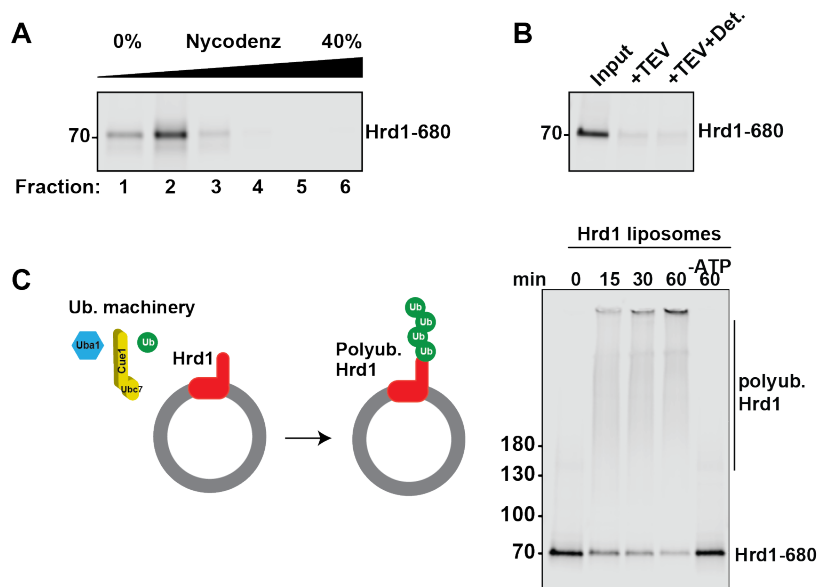 A
0% Nycodenz 40%
70 Hrd1-680
Fraction: 1 2 3 4 5 6
B
Input +TEV +TEV+Det.
70 Hrd1-680
C
Ub. machinery
Uba1
Cue1
Ubc7
Ub
Hrd1
Polyub.
Hrd1
Ub
Ub
Ub
Ub
Hrd1 liposomes
-ATP
min 0 15 30 60 60
polyub.
Hrd1
180
130
100
70 Hrd1-680